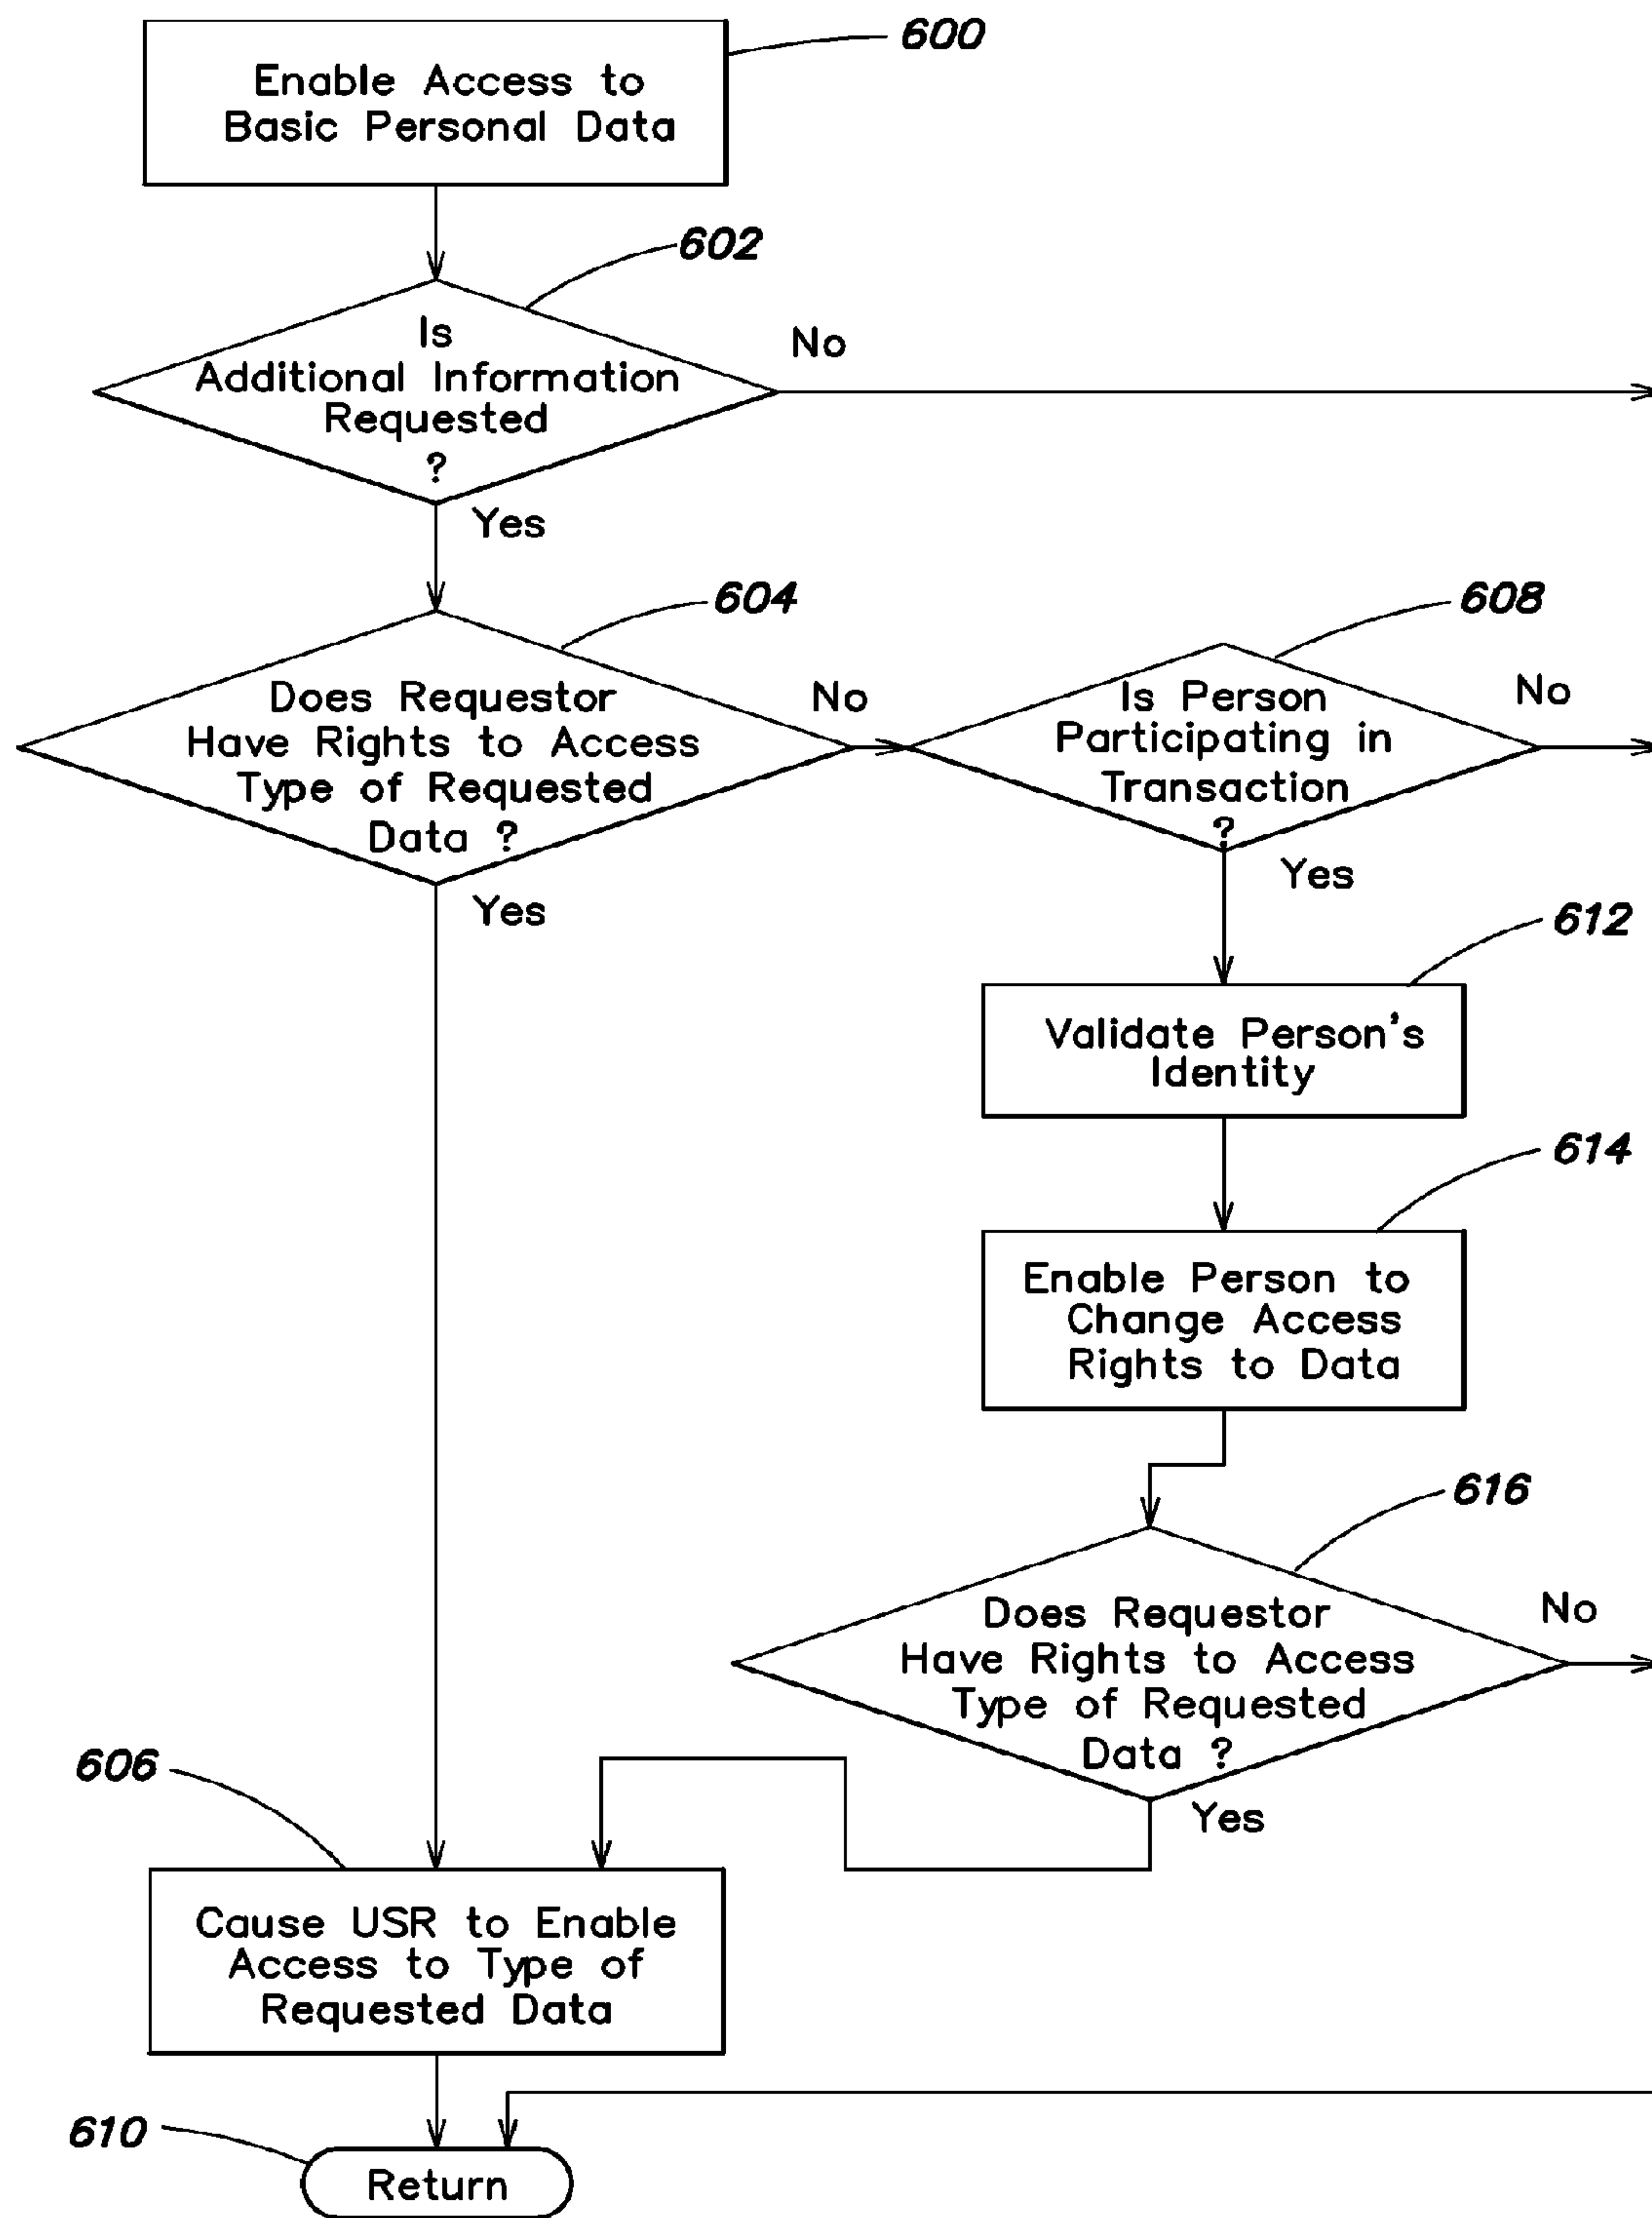 600
Enable Access to
Basic Personal Data
602
Is
Additional Information
Requested
?
No
Yes
604
Does Requestor
Have Rights to Access
Type of Requested
Data ?
No
Yes
608
Is Person
Participating in
Transaction
?
No
Yes
612
Validate Person's
Identity
614
Enable Person to
Change Access
Rights to Data
616
Does Requestor
Have Rights to Access
Type of Requested
Data ?
No
Yes
606
Cause USR to Enable
Access to Type of
Requested Data
610
Return